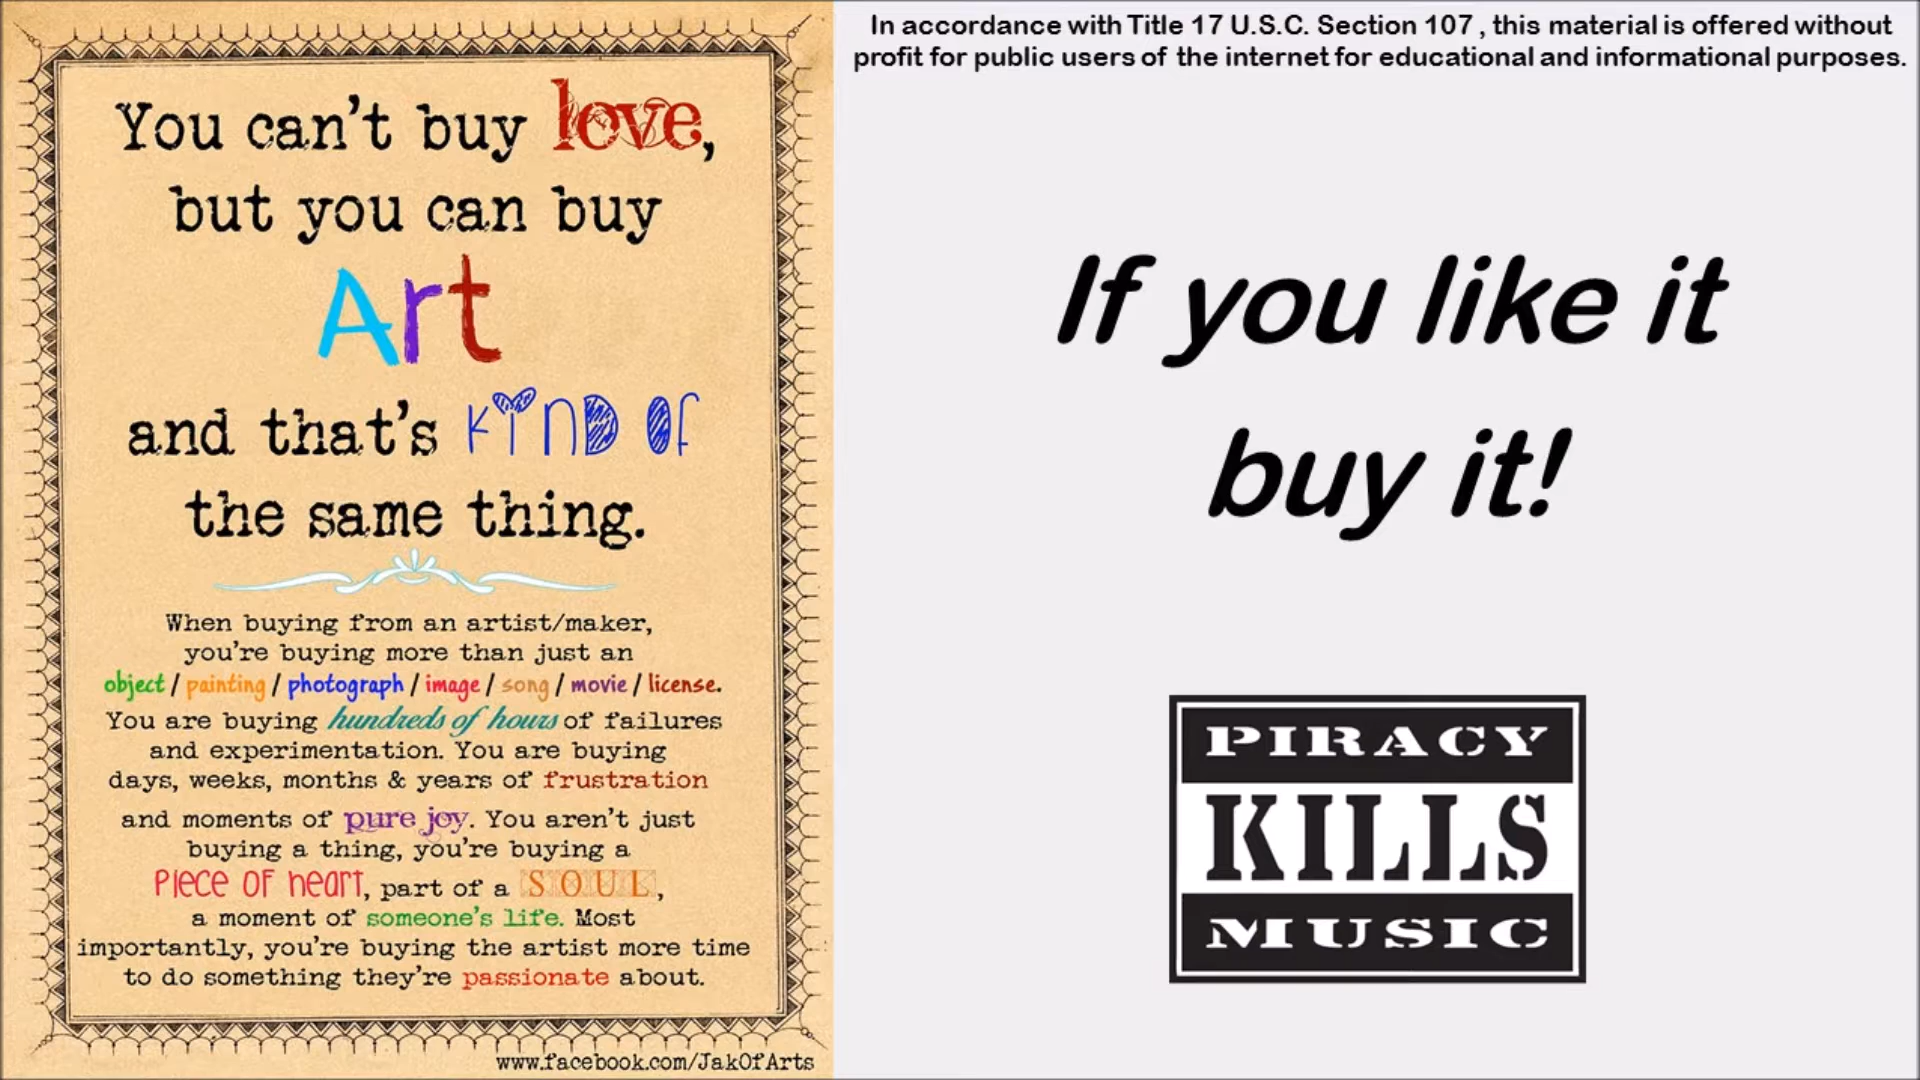 You can't buy love,
but you can buy
Art
and that's kind of
the same thing.
When buying from an artist/maker,
you're buying more than just an
object / painting / photograph / image / song / movie / license.
You are buying hundreds of hours of failures
and experimentation. You are buying
days, weeks, months & years of frustration
and moments of pure joy. You aren't just
buying a thing, you're buying a
piece of heart, part of a SOUL,
a moment of someone's life. Most
importantly, you're buying the artist more time
to do something they're passionate about.
www.facebook.com/JakOfArts
In accordance with Title 17 U.S.C. Section 107, this material is offered without
profit for public users of the internet for educational and informational purposes.
If you like it
buy it!
PIRACY
KILLS
MUSIC